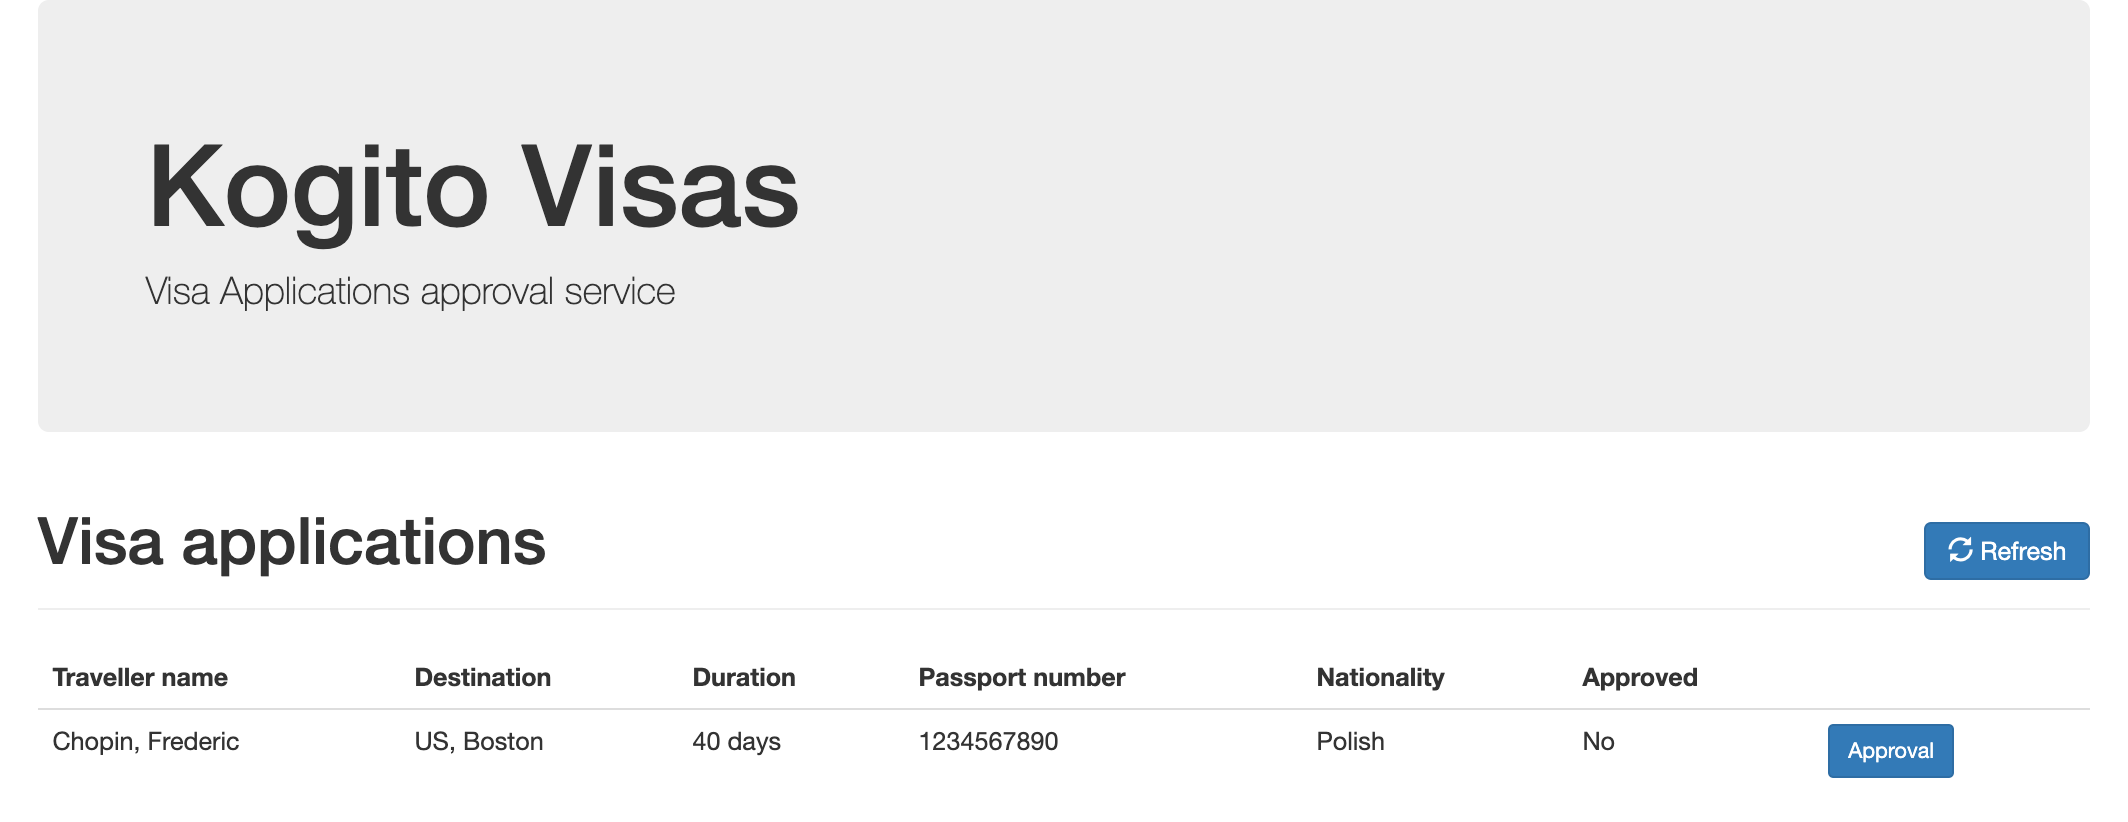 Kogito Visas
Visa Applications approval service
Visa applications
Refresh
Traveller name Destination Duration Passport number Nationality Approved
Chopin, Frederic US, Boston 40 days 1234567890 Polish No Approval